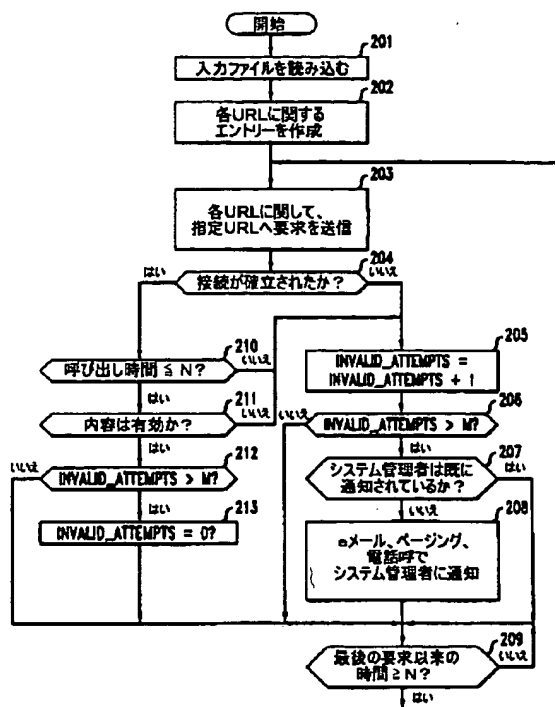 開始
201
入力ファイルを読み込む
202
各URLに関する
エントリーを作成
203
各URLに関して、
指定URLへ要求を送信
204
はい
接続が確立されたか?
いいえ
210
呼び出し時間 ≦ N?
いいえ
はい
211
内容は有効か?
いいえ
はい
212
いいえ
INVALID_ATTEMPTS > M?
はい
213
INVALID_ATTEMPTS = 0?
205
INVALID_ATTEMPTS =
INVALID_ATTEMPTS + 1
206
いいえ
INVALID_ATTEMPTS > M?
はい
207
システム管理者は既に
通知されているか?
はい
いいえ
208
eメール、ページング、
電話呼で
システム管理者に通知
209
最後の要求以来の
時間 ≧ N?
いいえ
はい